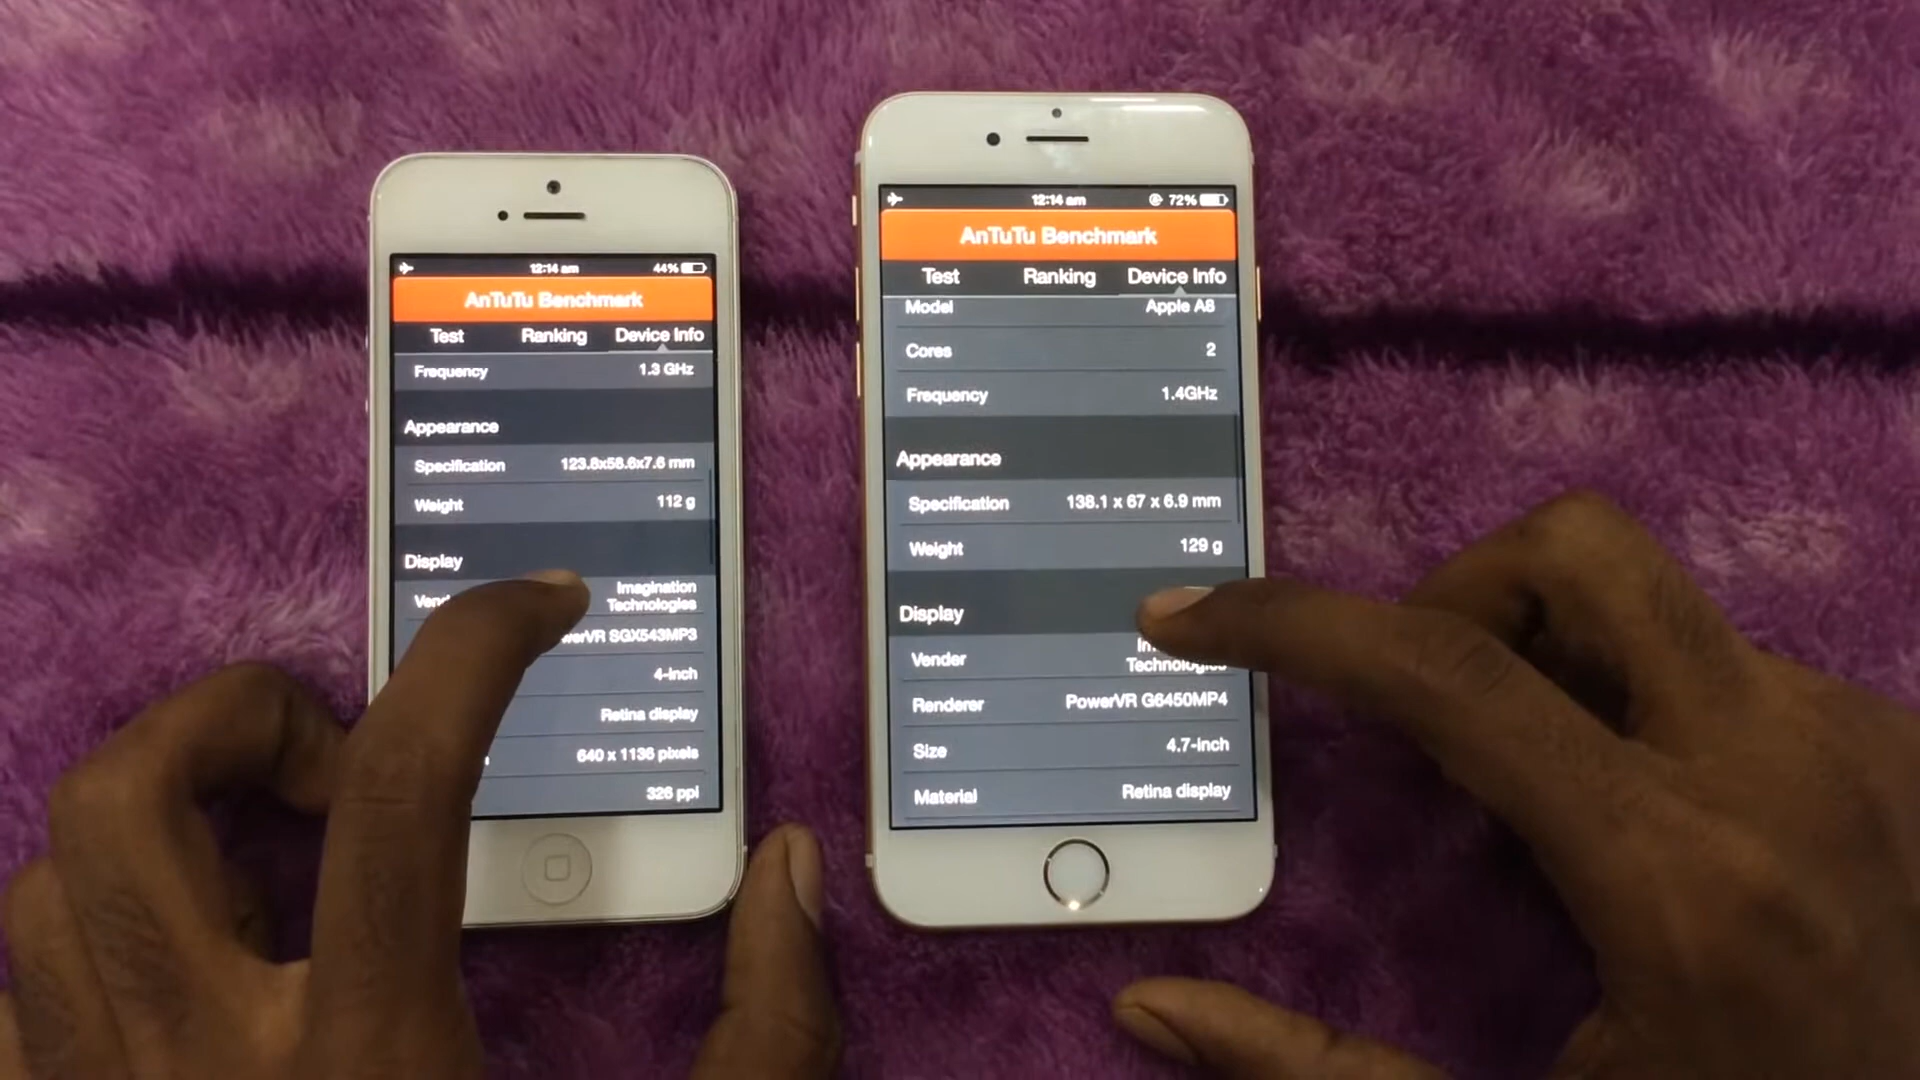 12:14 am 44%
AnTuTu Benchmark
Test Ranking Device Info
Frequency 1.3 GHz
Appearance
Specification 123.8x58.6x7.6 mm
Weight 112 g
Display
Imagination
Technologies
SGX543MP3
4-inch
Retina display
640 x 1136 pixels
326 ppi
12:14 am 72%
AnTuTu Benchmark
Test Ranking Device Info
Model Apple A8
Cores 2
Frequency 1.4GHz
Appearance
Specification 138.1 x 67 x 6.9 mm
Weight 129 g
Display
Vender
Technologies
Renderer PowerVR G6450MP4
Size 4.7-inch
Material Retina display